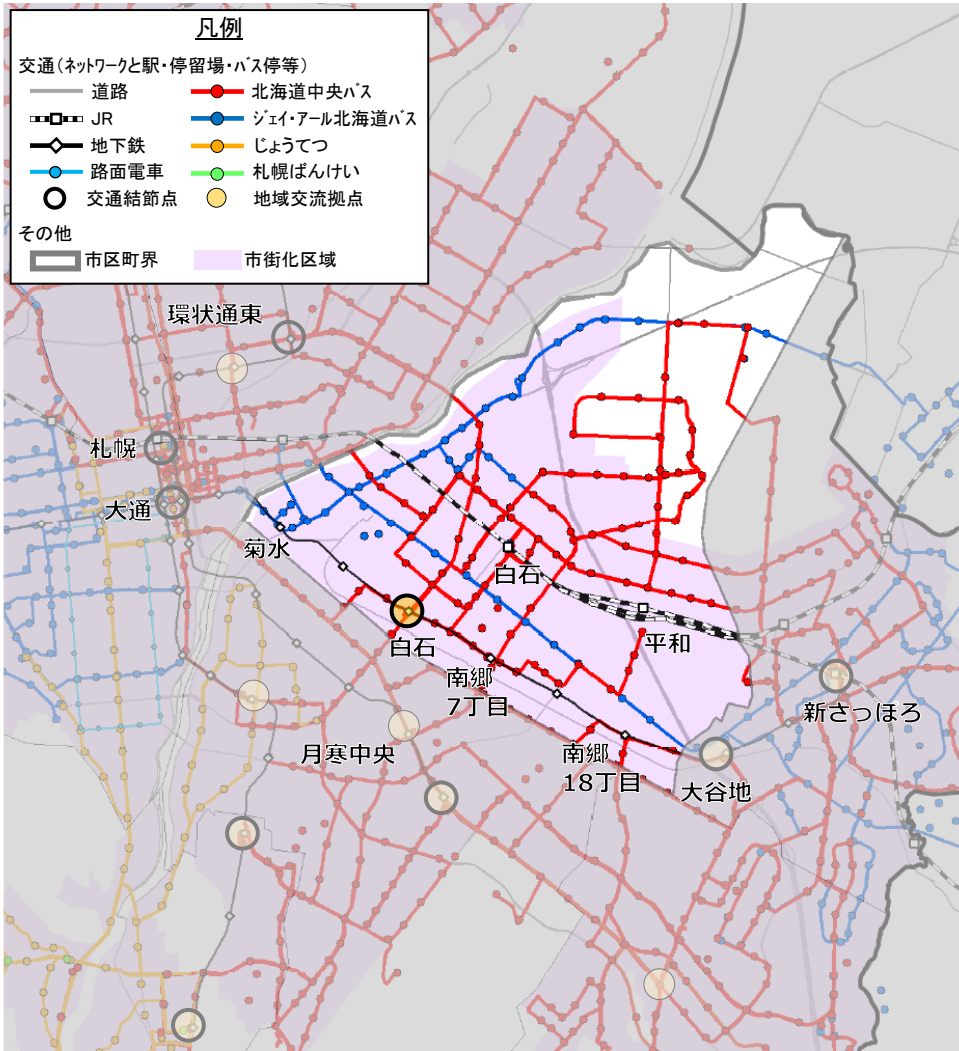 凡例
交通(ネットワークと駅・停留場・バス停等)
道路
北海道中央バス
JR
ジェイ・アール北海道バス
地下鉄
じょうてつ
路面電車
札幌ばんけい
交通結節点
地域交流拠点
その他
市区町界
市街化区域
環状通東
札幌
大通
菊水
白石
平和
白石
南郷
7丁目
新さっぽろ
月寒中央
南郷
18丁目
大谷地